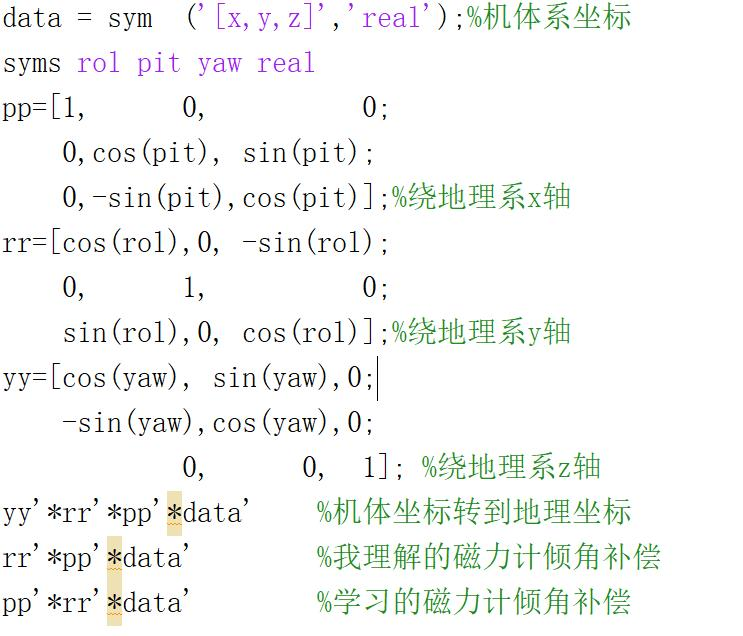 data = sym  ('[x,y,z]','real');%机体系坐标
syms rol pit yaw real
pp=[1,      0,          0;
    0,cos(pit), sin(pit);
    0,-sin(pit),cos(pit)];%绕地理系x轴
rr=[cos(rol),0, -sin(rol);
    0,      1,          0;
    sin(rol),0, cos(rol)];%绕地理系y轴
yy=[cos(yaw), sin(yaw),0;
    -sin(yaw),cos(yaw),0;
            0,      0,  1]; %绕地理系z轴
yy'*rr'*pp'*data'    %机体坐标转到地理坐标
rr'*pp'*data'        %我理解的磁力计倾角补偿
pp'*rr'*data'        %学习的磁力计倾角补偿